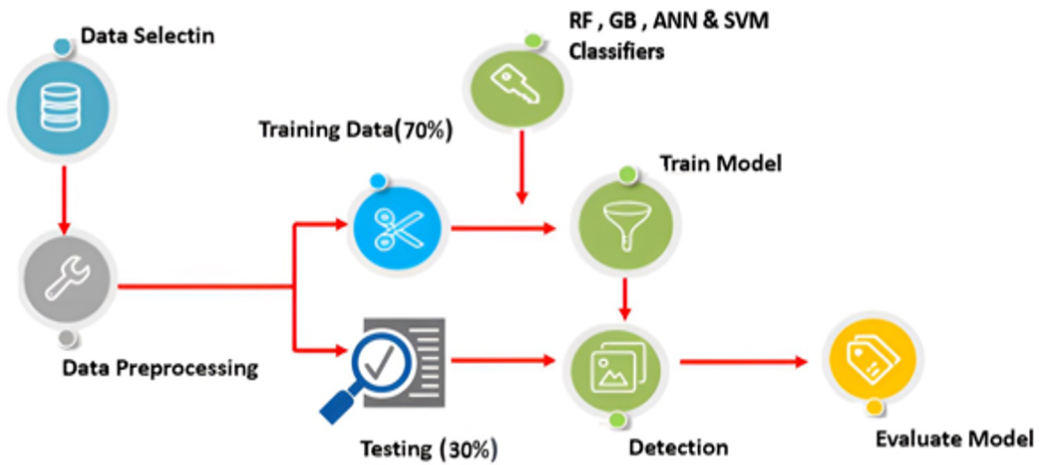 Data Selectin
RF , GB , ANN & SVM
Classifiers
Training Data(70%)
Train Model
Data Preprocessing
Testing (30%)
Detection
Evaluate Model